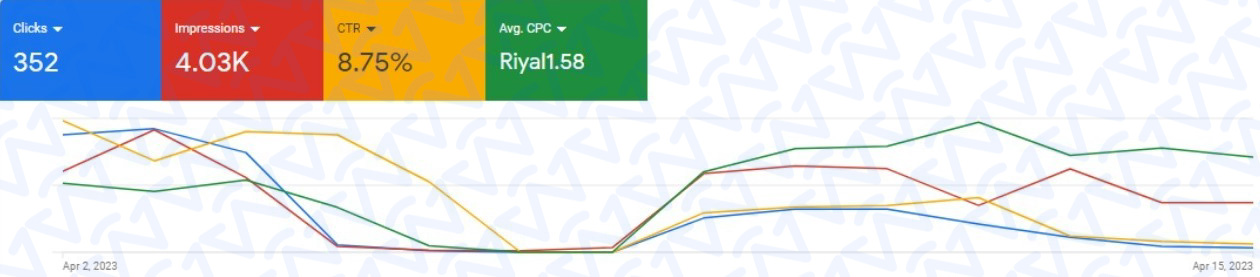 Clicks Impressions CTR Avg. CPC
352 4.03K 8.75% Riyal1.58
Apr 2, 2023 Apr 15, 2023